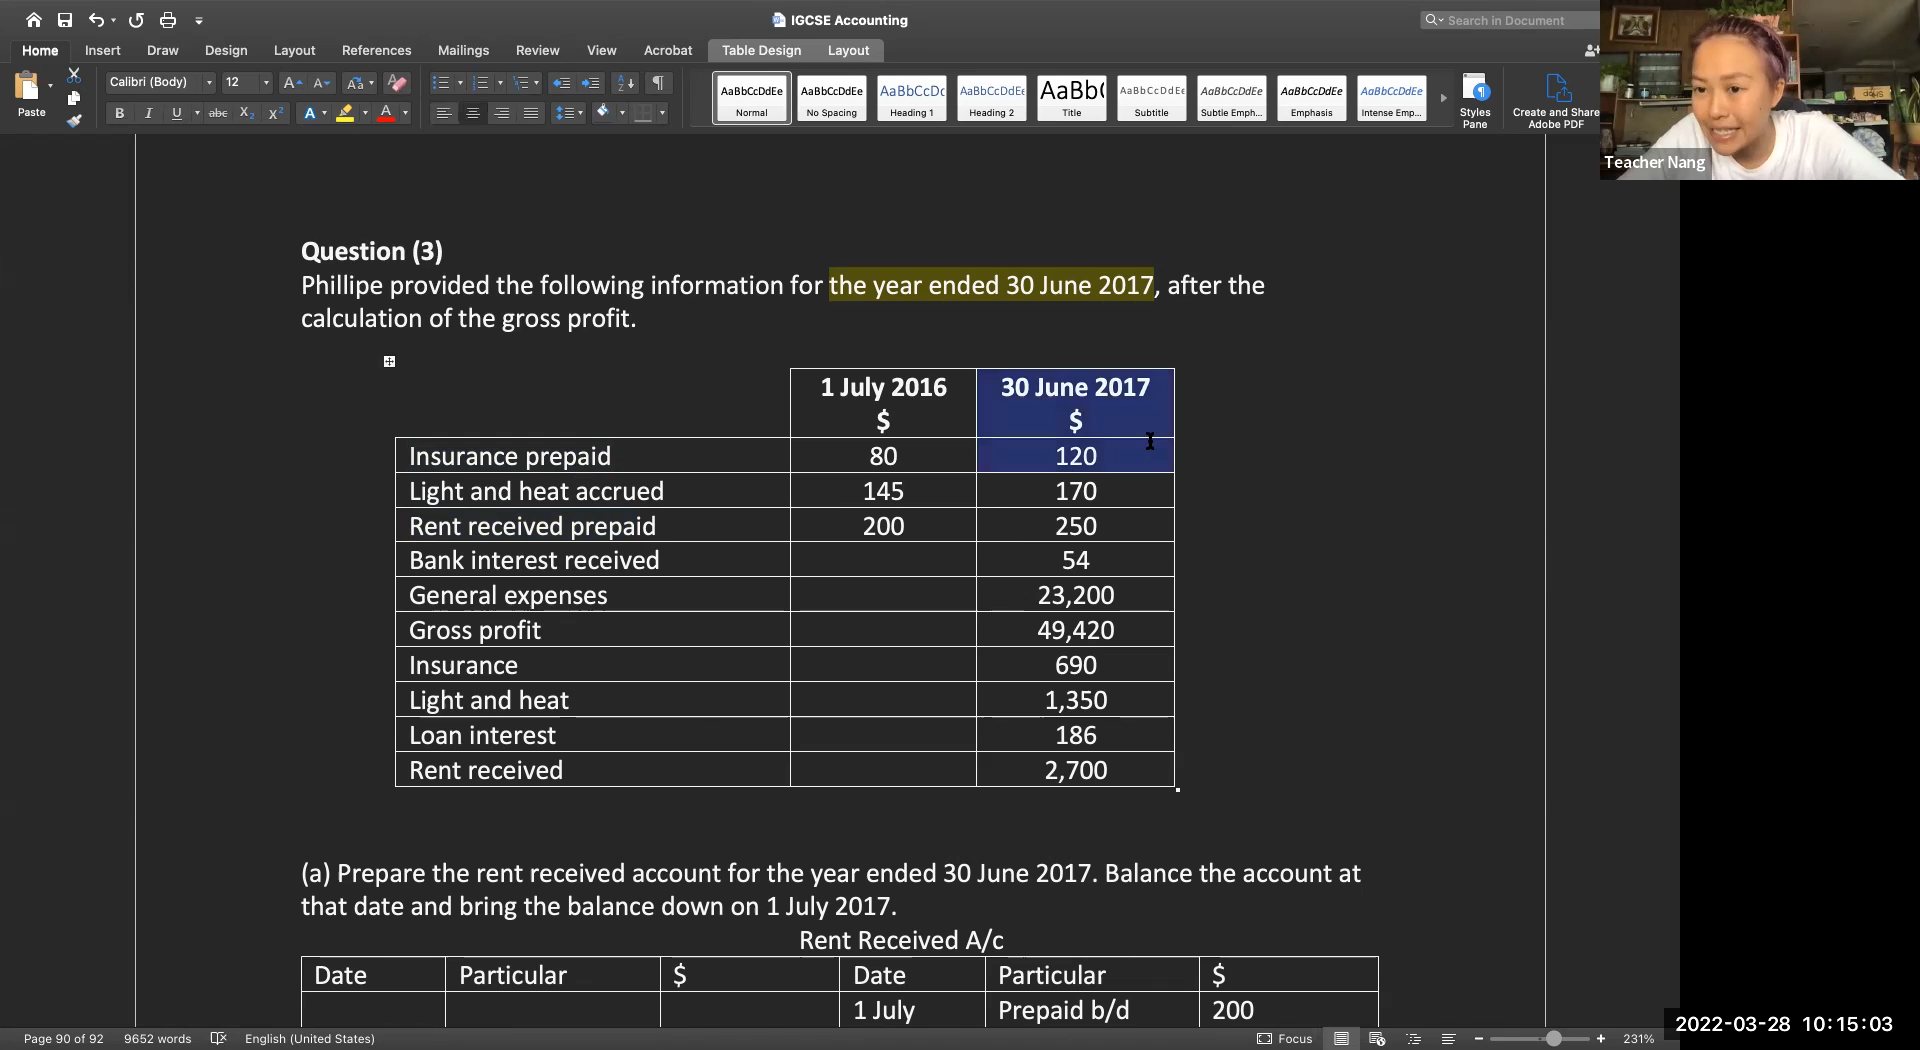 IGCSE Accounting
Search in Document
Home Insert Draw Design Layout References Mailings Review View Acrobat Table Design Layout
Paste
Calibri (Body) 12
B I U abc X2 X2 A A
AaBbCcDdEe
Normal
AaBbCcDdEe
No Spacing
AaBbCcDc
Heading 1
AaBbCcDdEe
Heading 2
AaBb(
Title
AaBbCcDdEe
Subtitle
AaBbCcDdEe
Subtle Emph...
AaBbCcDdEe
Emphasis
AaBbCcDdEe
Intense Emp...
Styles
Pane
Create and Share
Adobe PDF
Teacher Nang
Question (3)
Phillipe provided the following information for the year ended 30 June 2017, after the
calculation of the gross profit.
1 July 2016 30 June 2017
$ $
Insurance prepaid 80 120
Light and heat accrued 145 170
Rent received prepaid 200 250
Bank interest received 54
General expenses 23,200
Gross profit 49,420
Insurance 690
Light and heat 1,350
Loan interest 186
Rent received 2,700
(a) Prepare the rent received account for the year ended 30 June 2017. Balance the account at
that date and bring the balance down on 1 July 2017.
Rent Received A/c
Date Particular $ Date Particular $
1 July Prepaid b/d 200
Page 90 of 92 9652 words English (United States) Focus 231%
2022-03-28 10:15:03